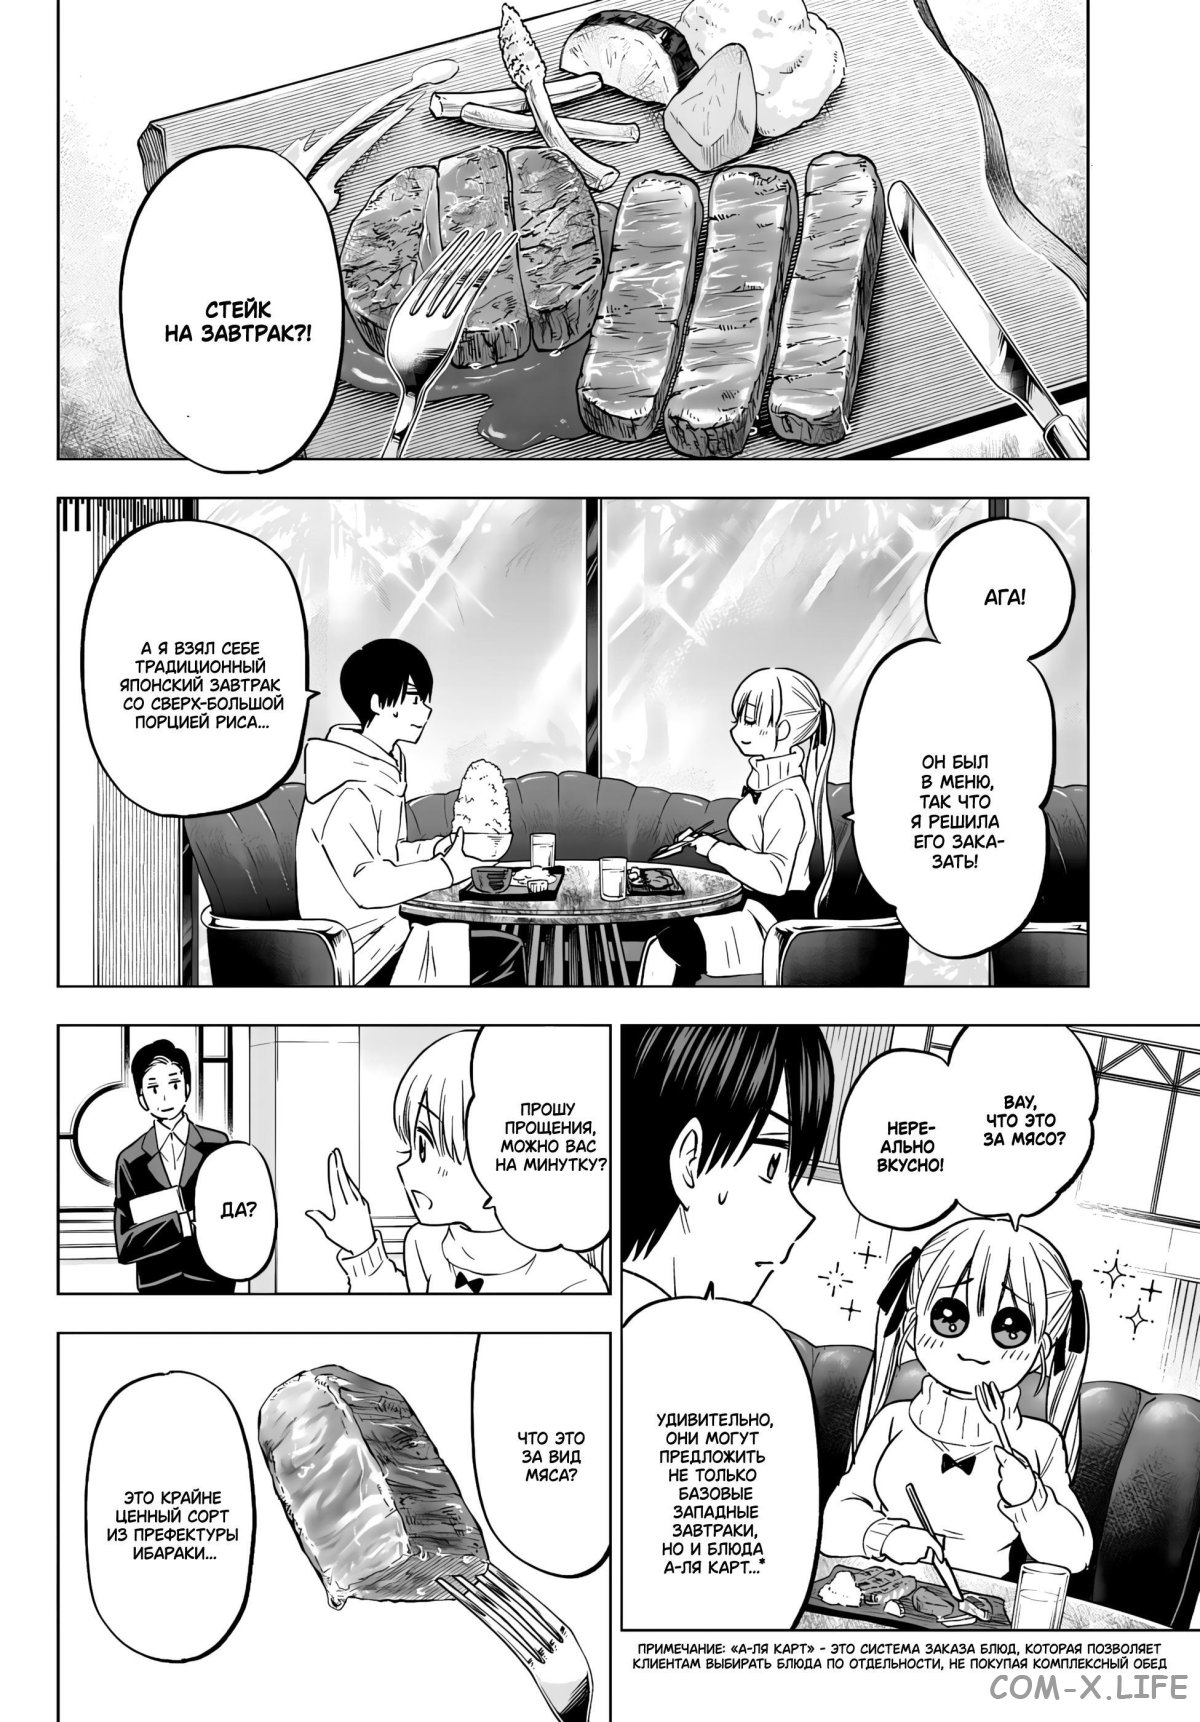 СТЕЙК
НА ЗАВТРАК?!
АГА!
ОН БЫЛ
В МЕНЮ,
ТАК ЧТО
Я РЕШИЛА
ЕГО ЗАКА-
ЗАТЬ!
А Я ВЗЯЛ СЕБЕ
ТРАДИЦИОННЫЙ
ЯПОНСКИЙ ЗАВТРАК
СО СВЕРХ-БОЛЬШОЙ
ПОРЦИЕЙ РИСА...
ВАУ,
ЧТО ЭТО
ЗА МЯСО?
НЕРЕ-
АЛЬНО
ВКУСНО!
УДИВИТЕЛЬНО,
ОНИ МОГУТ
ПРЕДЛОЖИТЬ
НЕ ТОЛЬКО
БАЗОВЫЕ
ЗАПАДНЫЕ
ЗАВТРАКИ,
НО И БЛЮДА
А-ЛЯ КАРТ...*
ПРИМЕЧАНИЕ: «А-ЛЯ КАРТ» - ЭТО СИСТЕМА ЗАКАЗА БЛЮД, КОТОРАЯ ПОЗВОЛЯЕТ
КЛИЕНТАМ ВЫБИРАТЬ БЛЮДА ПО ОТДЕЛЬНОСТИ, НЕ ПОКУПАЯ КОМПЛЕКСНЫЙ ОБЕД
ПРОШУ
ПРОЩЕНИЯ,
МОЖНО ВАС
НА МИНУТКУ?
ДА?
ЧТО ЭТО
ЗА ВИД
МЯСА?
ЭТО КРАЙНЕ
ЦЕННЫЙ СОРТ
ИЗ ПРЕФЕКТУРЫ
ИБАРАКИ...
COM-X.LIFE